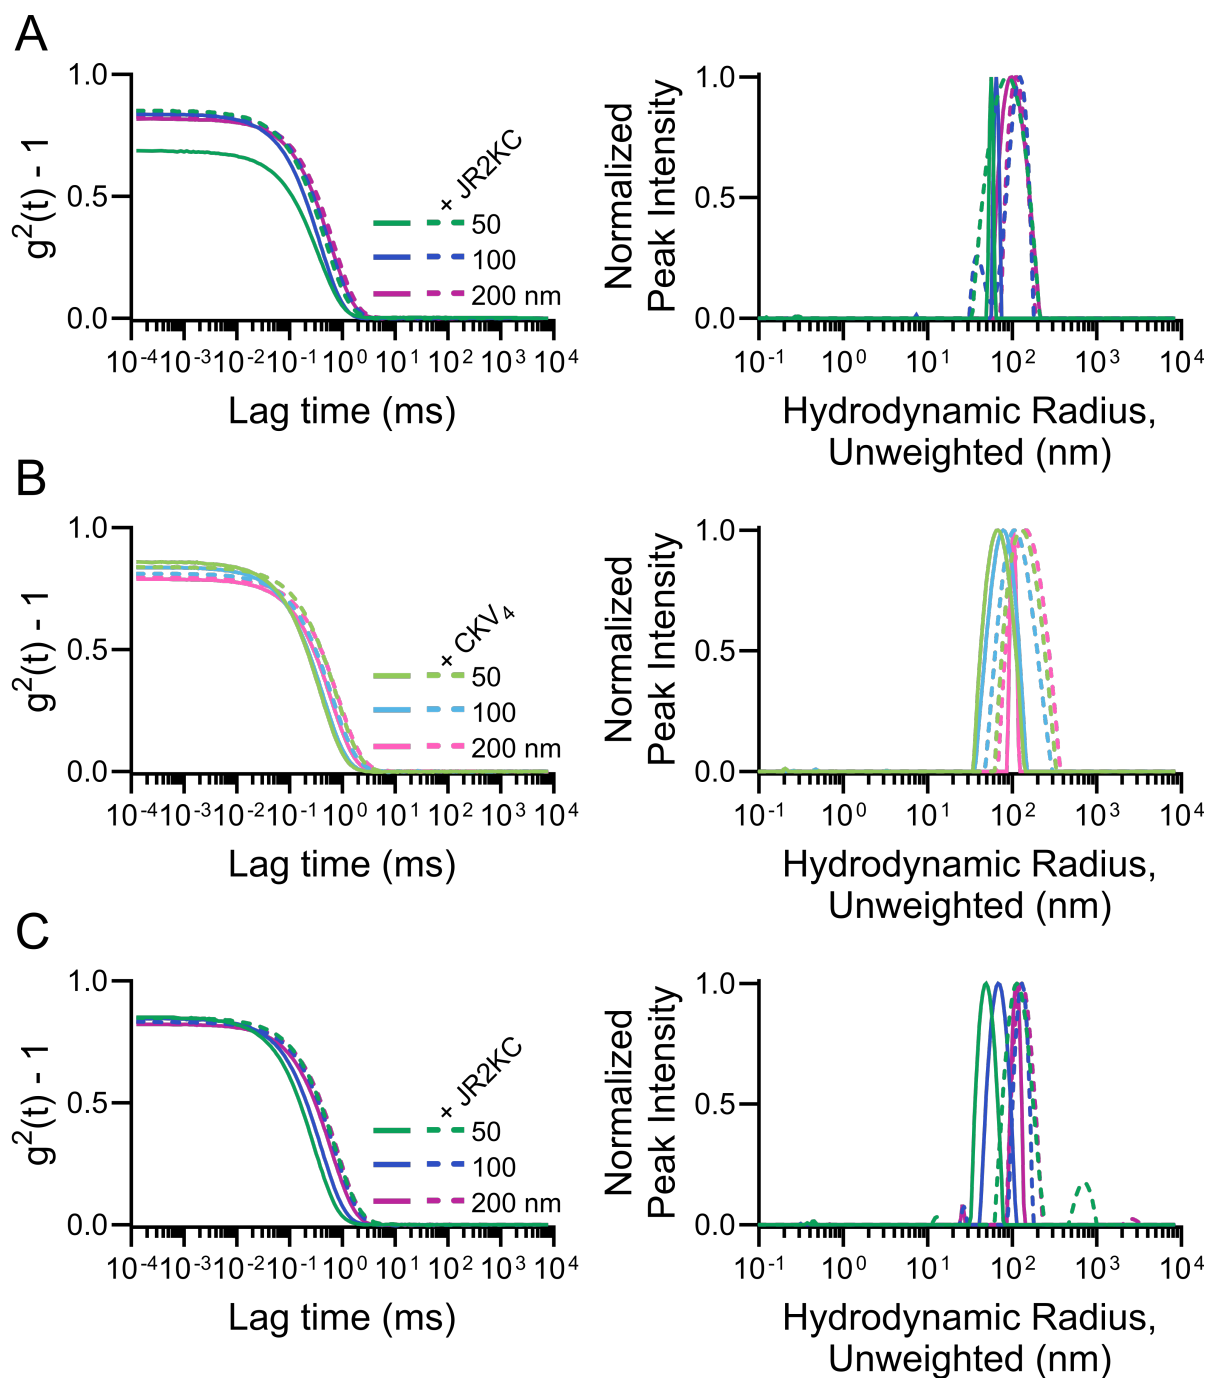 A
1.0
0.5
0.0
g²(t) - 1
+ JR2KC
50
100
200 nm
10⁻⁴ 10⁻³ 10⁻² 10⁻¹ 10⁰ 10¹ 10² 10³ 10⁴
Lag time (ms)
Normalized
Peak Intensity
1.0
0.5
0.0
10⁻¹ 10⁰ 10¹ 10² 10³ 10⁴
Hydrodynamic Radius,
Unweighted (nm)
B
1.0
0.5
0.0
g²(t) - 1
+ CKV₄
50
100
200 nm
10⁻⁴ 10⁻³ 10⁻² 10⁻¹ 10⁰ 10¹ 10² 10³ 10⁴
Lag time (ms)
Normalized
Peak Intensity
1.0
0.5
0.0
10⁻¹ 10⁰ 10¹ 10² 10³ 10⁴
Hydrodynamic Radius,
Unweighted (nm)
C
1.0
0.5
0.0
g²(t) - 1
+ JR2KC
50
100
200 nm
10⁻⁴ 10⁻³ 10⁻² 10⁻¹ 10⁰ 10¹ 10² 10³ 10⁴
Lag time (ms)
Normalized
Peak Intensity
1.0
0.5
0.0
10⁻¹ 10⁰ 10¹ 10² 10³ 10⁴
Hydrodynamic Radius,
Unweighted (nm)